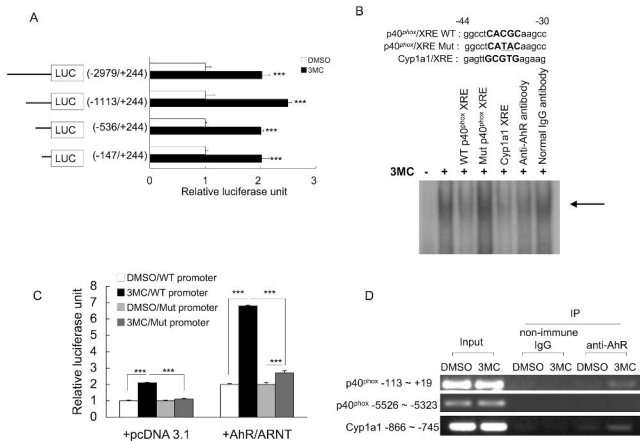 A
DMSO
3MC
LUC (-2979/+244) ***
LUC (-1113/+244) ***
LUC (-536/+244) ***
LUC (-147/+244) ***
0 1 2 3
Relative luciferase unit
B
-44 -30
p40phox/XRE WT: ggcctCACGCaagcc
p40phox/XRE Mut: ggcctCATACaagcc
Cyp1a1/XRE: gagttGCGTGagaag
WT p40phox XRE
Mut p40phox XRE
Cyp1a1 XRE
Anti-AhR antibody
Normal IgG antibody
3MC - + + + + + +
C
DMSO/WT promoter
3MC/WT promoter
DMSO/Mut promoter
3MC/Mut promoter
Relative luciferase unit
8
7
6
5
4
3
2
1
0
*** ***
*** ***
***
+pcDNA 3.1 +AhR/ARNT
D
IP
Input non-immune IgG anti-AhR
DMSO 3MC DMSO 3MC DMSO 3MC
p40phox -113 ~ +19
p40phox -5526 ~ -5323
Cyp1a1 -866 ~ -745